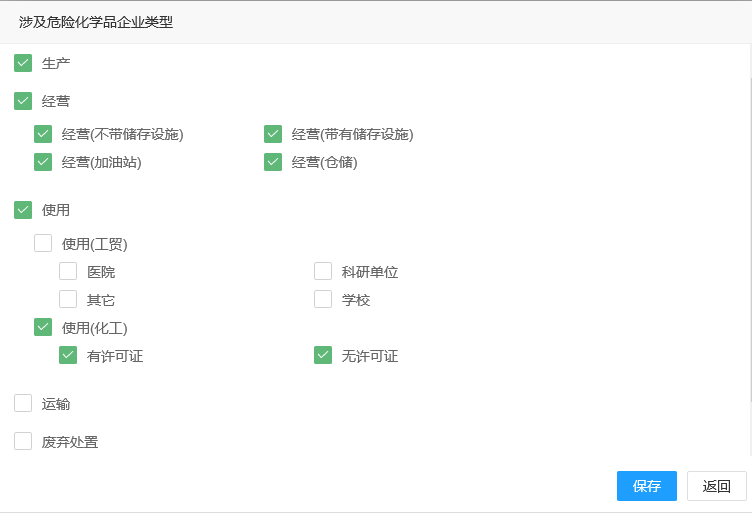 涉及危险化学品企业类型
生产
经营
经营(不带储存设施) 经营(带有储存设施)
经营(加油站) 经营(仓储)
使用
使用(工贸)
医院 科研单位
其它 学校
使用(化工)
有许可证 无许可证
运输
废弃处置
保存 返回